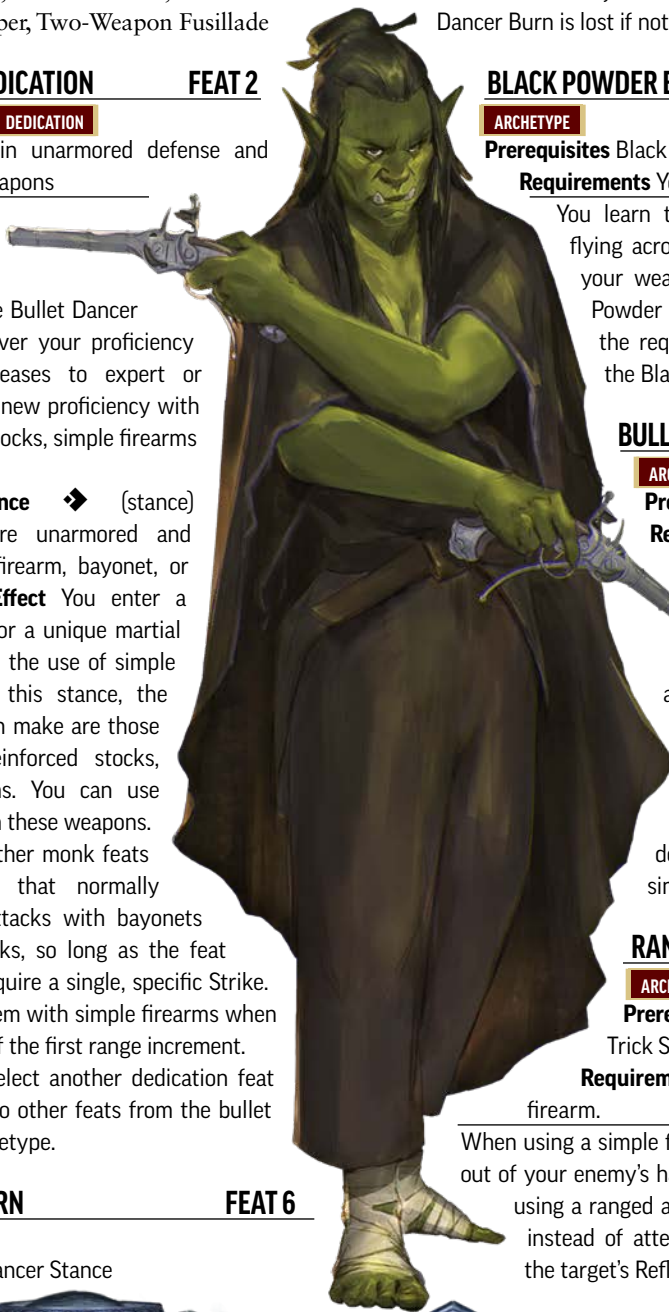 per, Two-Weapon Fusillade
DICATION FEAT 2
DEDICATION
in unarmored defense and
apons
e Bullet Dancer
ver your proficiency
eases to expert or
new proficiency with
tocks, simple firearms
nce (stance)
re unarmored and
firearm, bayonet, or
Effect You enter a
or a unique martial
the use of simple
this stance, the
n make are those
einforced stocks,
ns. You can use
n these weapons.
ther monk feats
that normally
ttacks with bayonets
ks, so long as the feat
quire a single, specific Strike.
em with simple firearms when
f the first range increment.
elect another dedication feat
o other feats from the bullet
etype.
RN FEAT 6
ancer Stance
Dancer Burn is lost if not
BLACK POWDER B
ARCHETYPE
Prerequisites Black
Requirements Yo
You learn t
flying acro
your wea
Powder
the req
the Bla
BULL
AR
Pre
Re
a
de
sin
RAN
ARCH
Prere
Trick S
Requirem
firearm.
When using a simple f
out of your enemy's ha
using a ranged a
instead of atte
the target's Refl